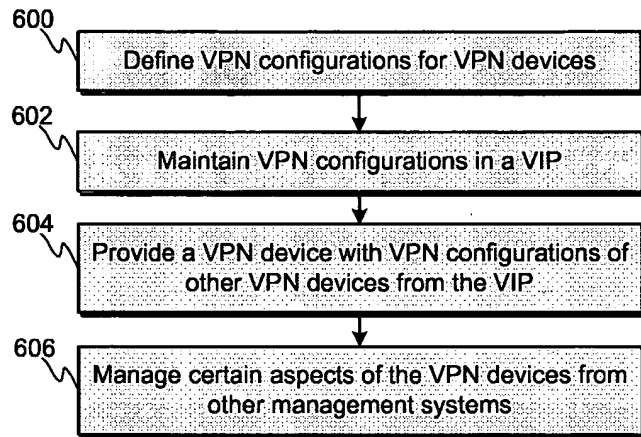 600
Define VPN configurations for VPN devices
602
Maintain VPN configurations in a VIP
604
Provide a VPN device with VPN configurations of
other VPN devices from the VIP
606
Manage certain aspects of the VPN devices from
other management systems